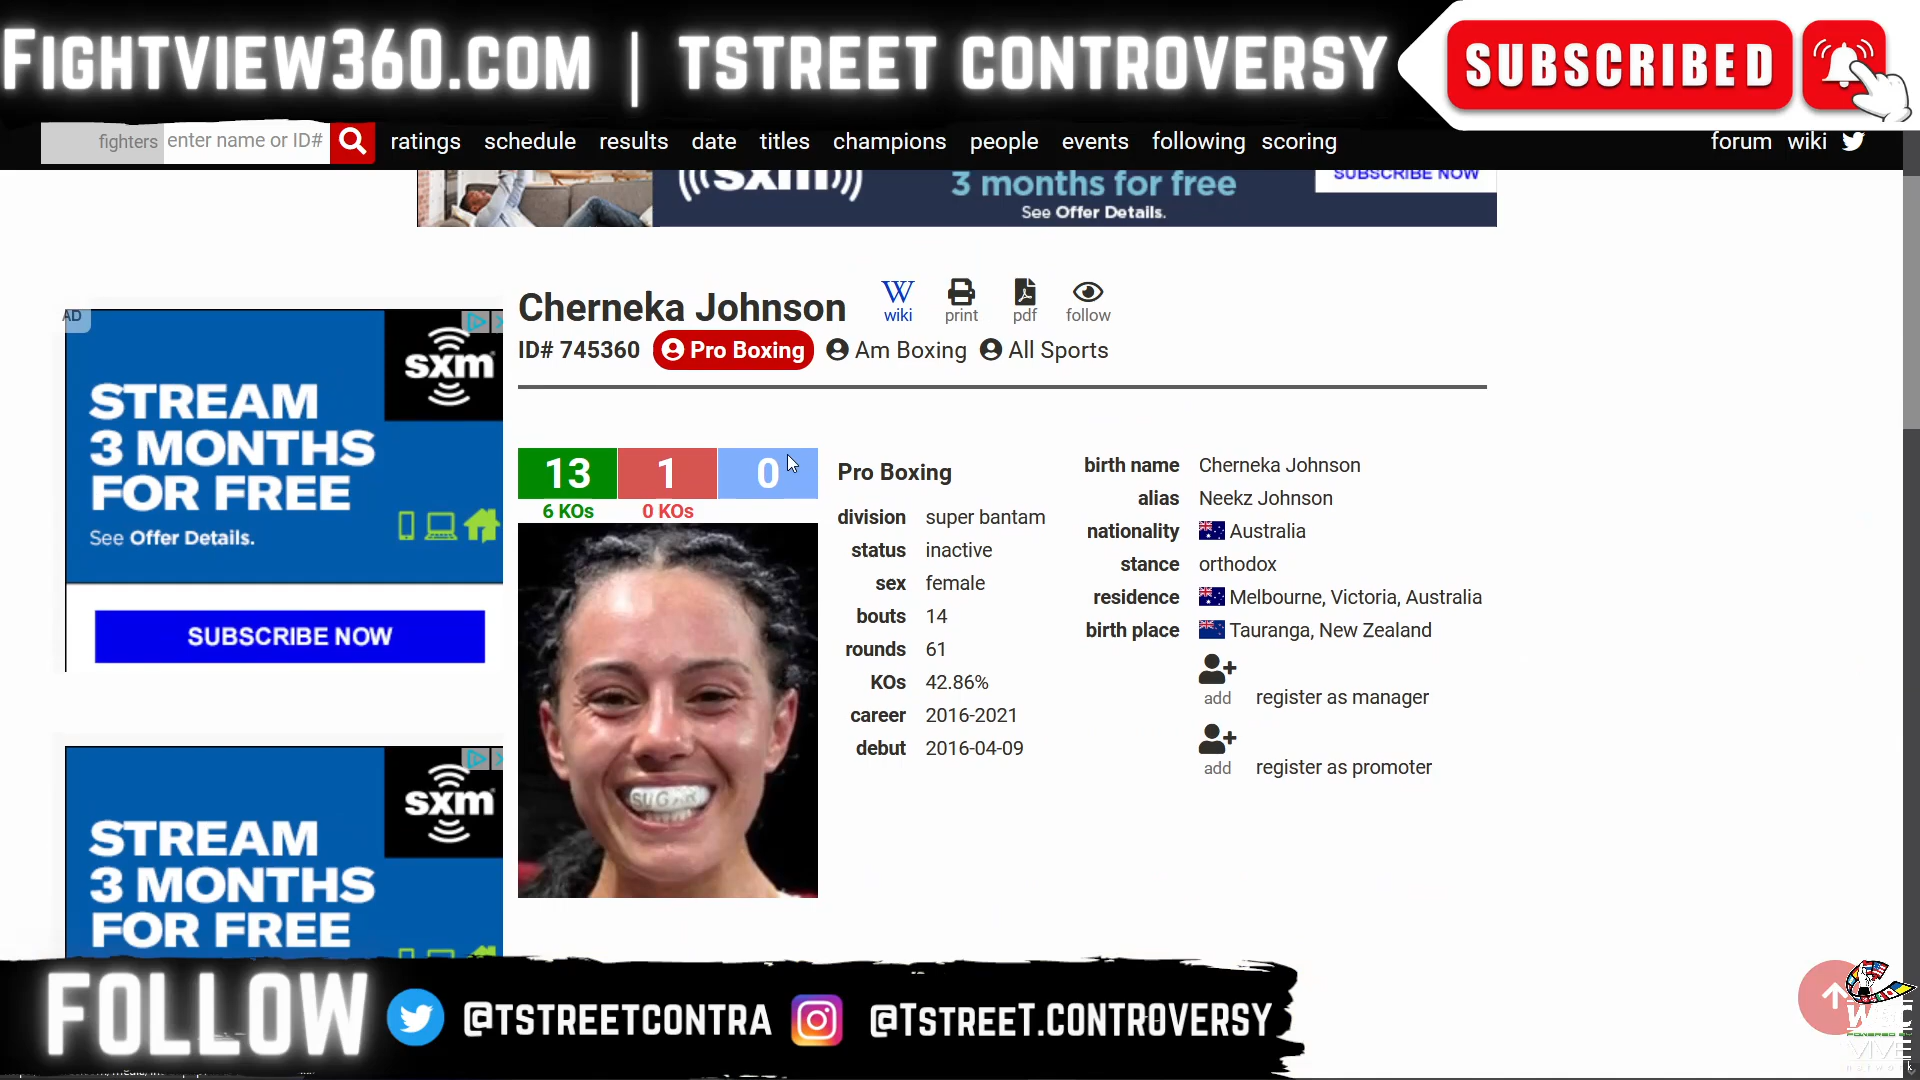 FIGHTVIEW360.COM | TSTREET CONTROVERSY
SUBSCRIBED
fighters enter name or ID# ratings schedule results date titles champions people events following scoring forum wiki
((sxm)) 3 months for free SUBSCRIBE NOW
See Offer Details.
Cherneka Johnson
wiki print pdf follow
ID# 745360 Pro Boxing Am Boxing All Sports
AD
sxm
STREAM
3 MONTHS
FOR FREE
See Offer Details.
SUBSCRIBE NOW
13 1 0
6 KOs 0 KOs
SUGAR
Pro Boxing
division super bantam
status inactive
sex female
bouts 14
rounds 61
KOs 42.86%
career 2016-2021
debut 2016-04-09
birth name Cherneka Johnson
alias Neekz Johnson
nationality Australia
stance orthodox
residence Melbourne, Victoria, Australia
birth place Tauranga, New Zealand
add register as manager
add register as promoter
sxm
STREAM
3 MONTHS
FOR FREE
FOLLOW @TSTREETCONTRA @TSTREET.CONTROVERSY